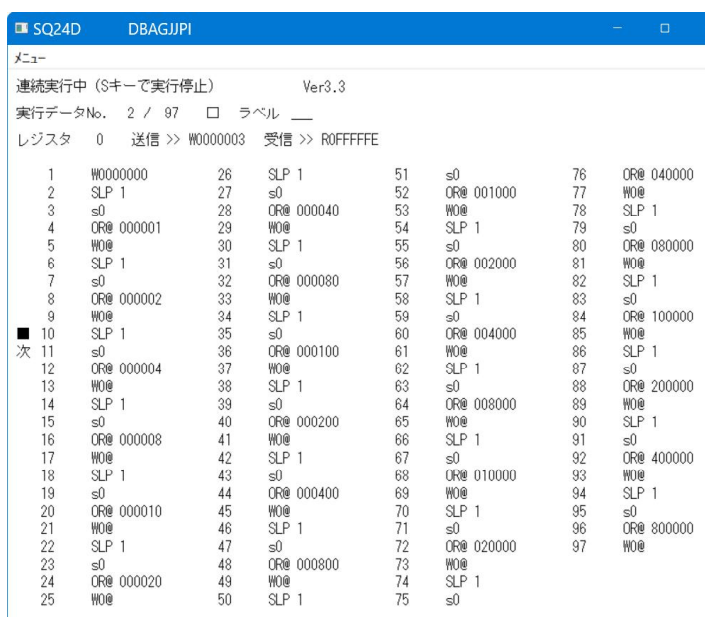 SQ24D DBAGJJPI
メニュー
連続実行中 (Sキーで実行停止) Ver3.3
実行データNo. 2 / 97 ロ ラベル __
レジスタ 0 送信 >> W0000003 受信 >> R0FFFFFE
1 W0000000 26 SLP 1 51 s0 76 OR@ 040000
2 SLP 1 27 s0 52 OR@ 001000 77 W0@
3 s0 28 OR@ 000040 53 W0@ 78 SLP 1
4 OR@ 000001 29 W0@ 54 SLP 1 79 s0
5 W0@ 30 SLP 1 55 s0 80 OR@ 080000
6 SLP 1 31 s0 56 OR@ 002000 81 W0@
7 s0 32 OR@ 000080 57 W0@ 82 SLP 1
8 OR@ 000002 33 W0@ 58 SLP 1 83 s0
9 W0@ 34 SLP 1 59 s0 84 OR@ 100000
■ 10 SLP 1 35 s0 60 OR@ 004000 85 W0@
次 11 s0 36 OR@ 000100 61 W0@ 86 SLP 1
12 OR@ 000004 37 W0@ 62 SLP 1 87 s0
13 W0@ 38 SLP 1 63 s0 88 OR@ 200000
14 SLP 1 39 s0 64 OR@ 008000 89 W0@
15 s0 40 OR@ 000200 65 W0@ 90 SLP 1
16 OR@ 000008 41 W0@ 66 SLP 1 91 s0
17 W0@ 42 SLP 1 67 s0 92 OR@ 400000
18 SLP 1 43 s0 68 OR@ 010000 93 W0@
19 s0 44 OR@ 000400 69 W0@ 94 SLP 1
20 OR@ 000010 45 W0@ 70 SLP 1 95 s0
21 W0@ 46 SLP 1 71 s0 96 OR@ 800000
22 SLP 1 47 s0 72 OR@ 020000 97 W0@
23 s0 48 OR@ 000800 73 W0@
24 OR@ 000020 49 W0@ 74 SLP 1
25 W0@ 50 SLP 1 75 s0